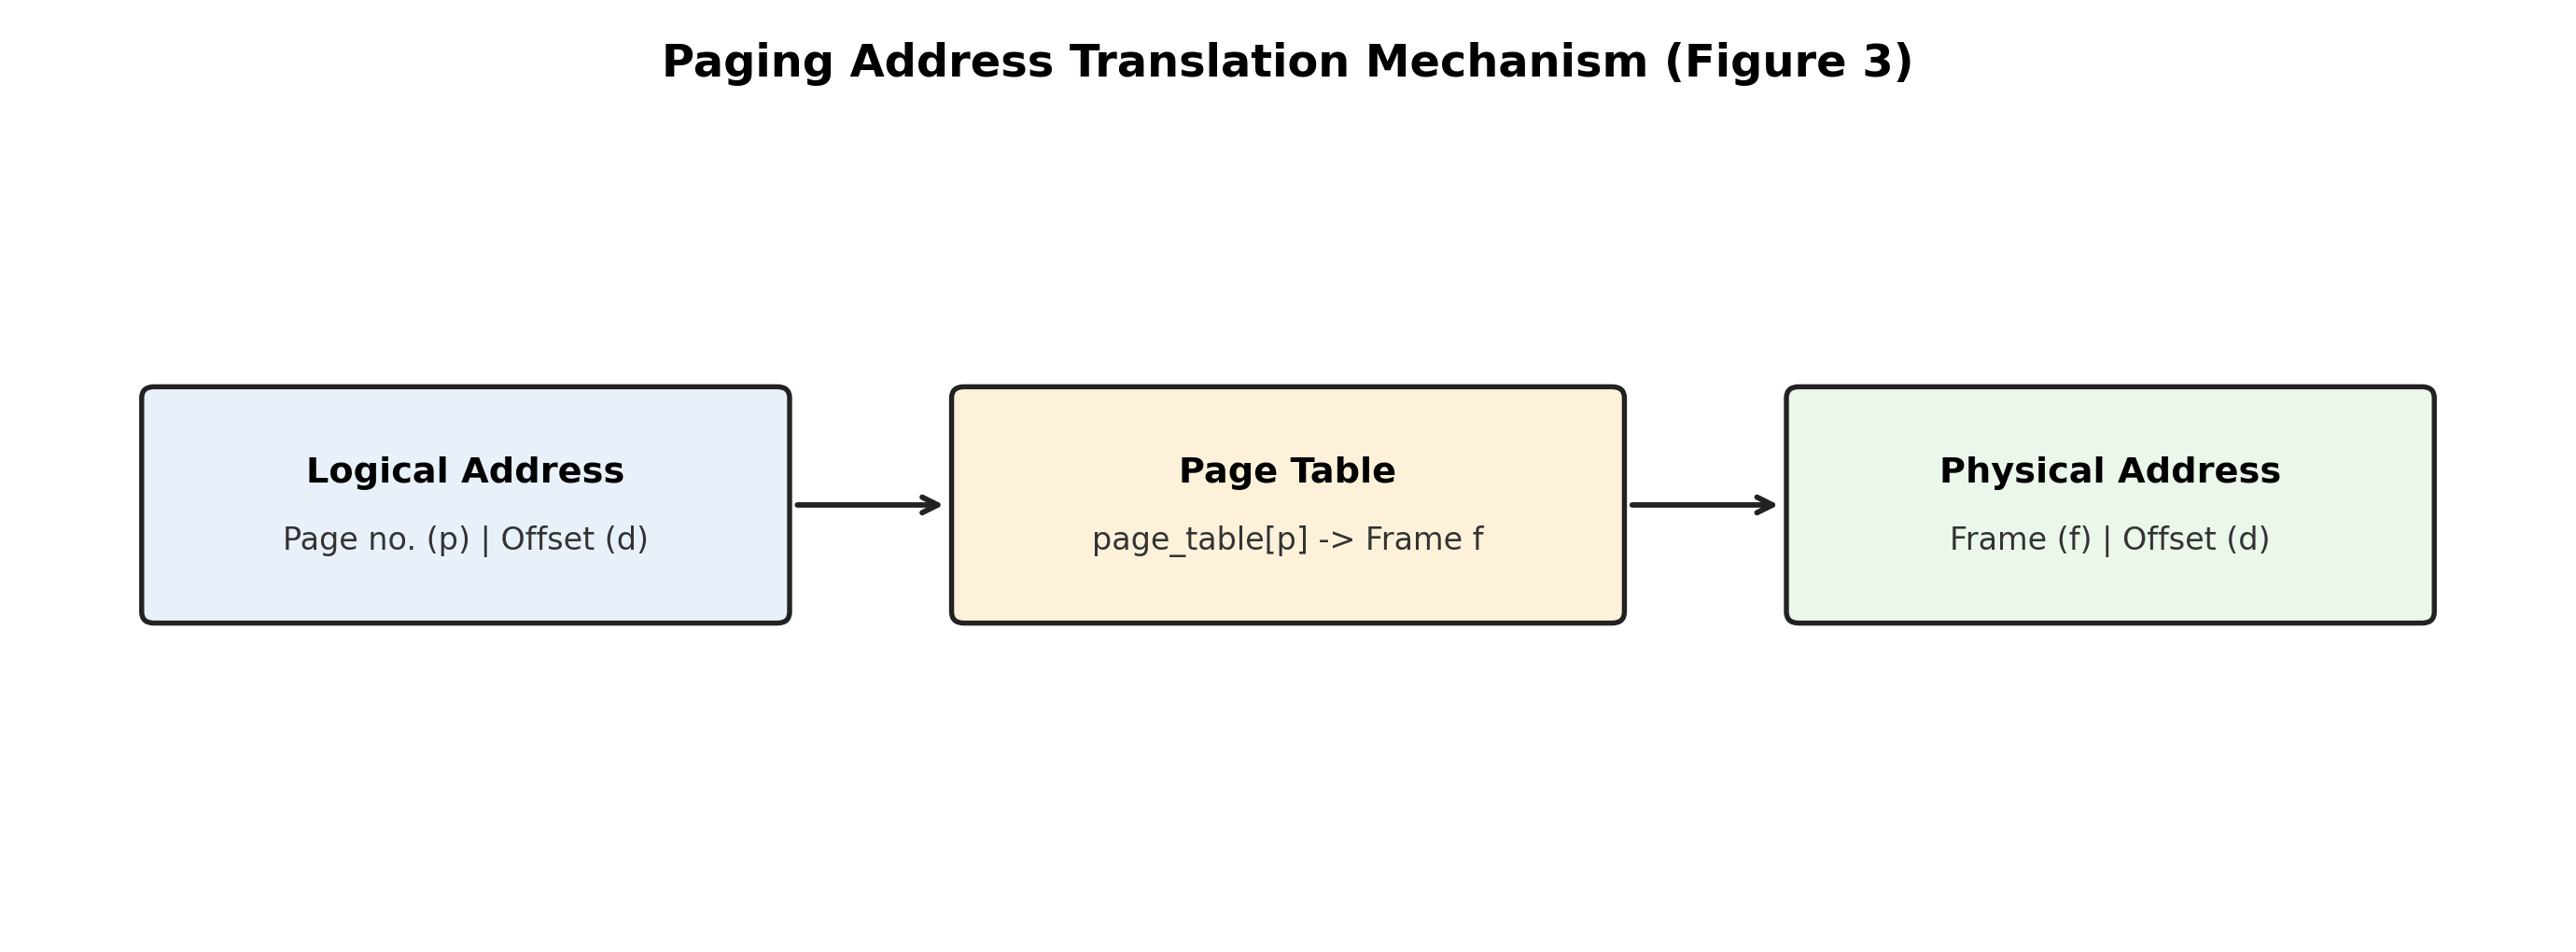 Paging Address Translation Mechanism (Figure 3)
Logical Address
Page no. (p) | Offset (d)
Page Table
page_table[p] -> Frame f
Physical Address
Frame (f) | Offset (d)